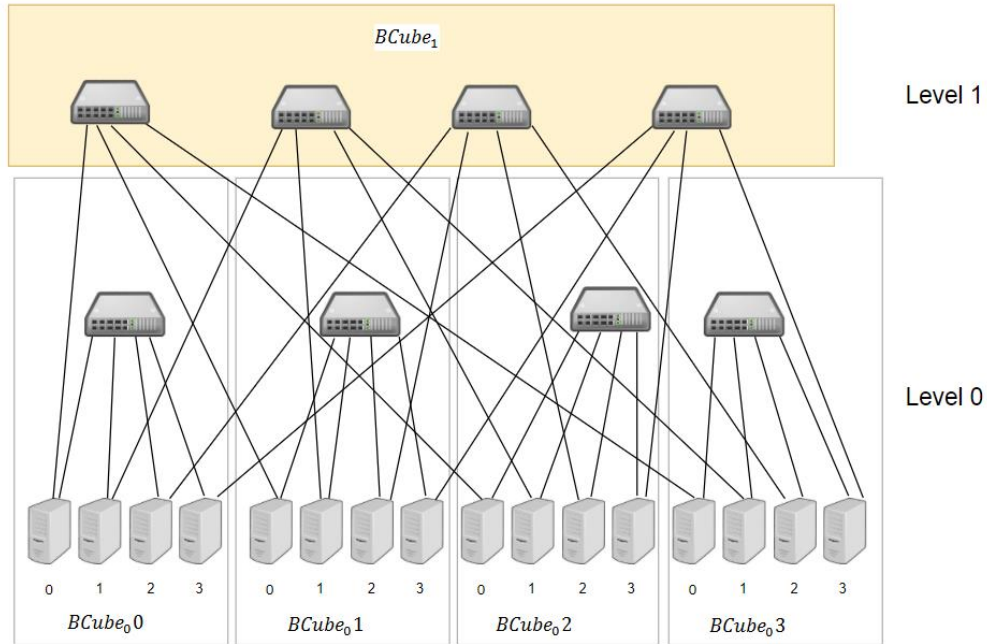 BCube₁
Level 1
Level 0
0 1 2 3 0 1 2 3 0 1 2 3 0 1 2 3
BCube₀0 BCube₀1 BCube₀2 BCube₀3